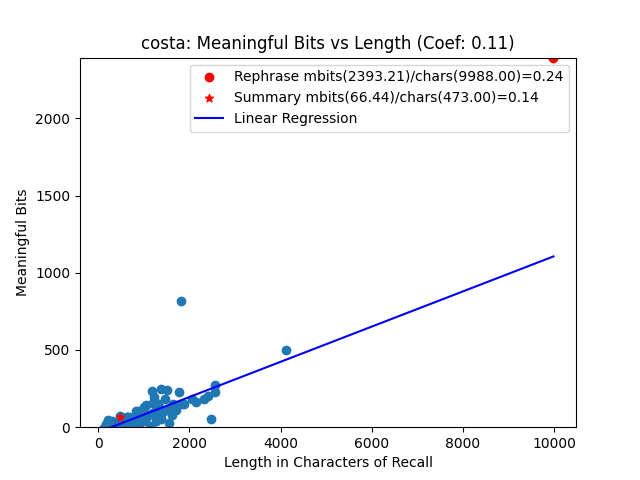 costa: Meaningful Bits vs Length (Coef: 0.11)
Rephrase mbits(2393.21)/chars(9988.00)=0.24
Summary mbits(66.44)/chars(473.00)=0.14
Linear Regression
Meaningful Bits
2000
1500
1000
500
0
0 2000 4000 6000 8000 10000
Length in Characters of Recall